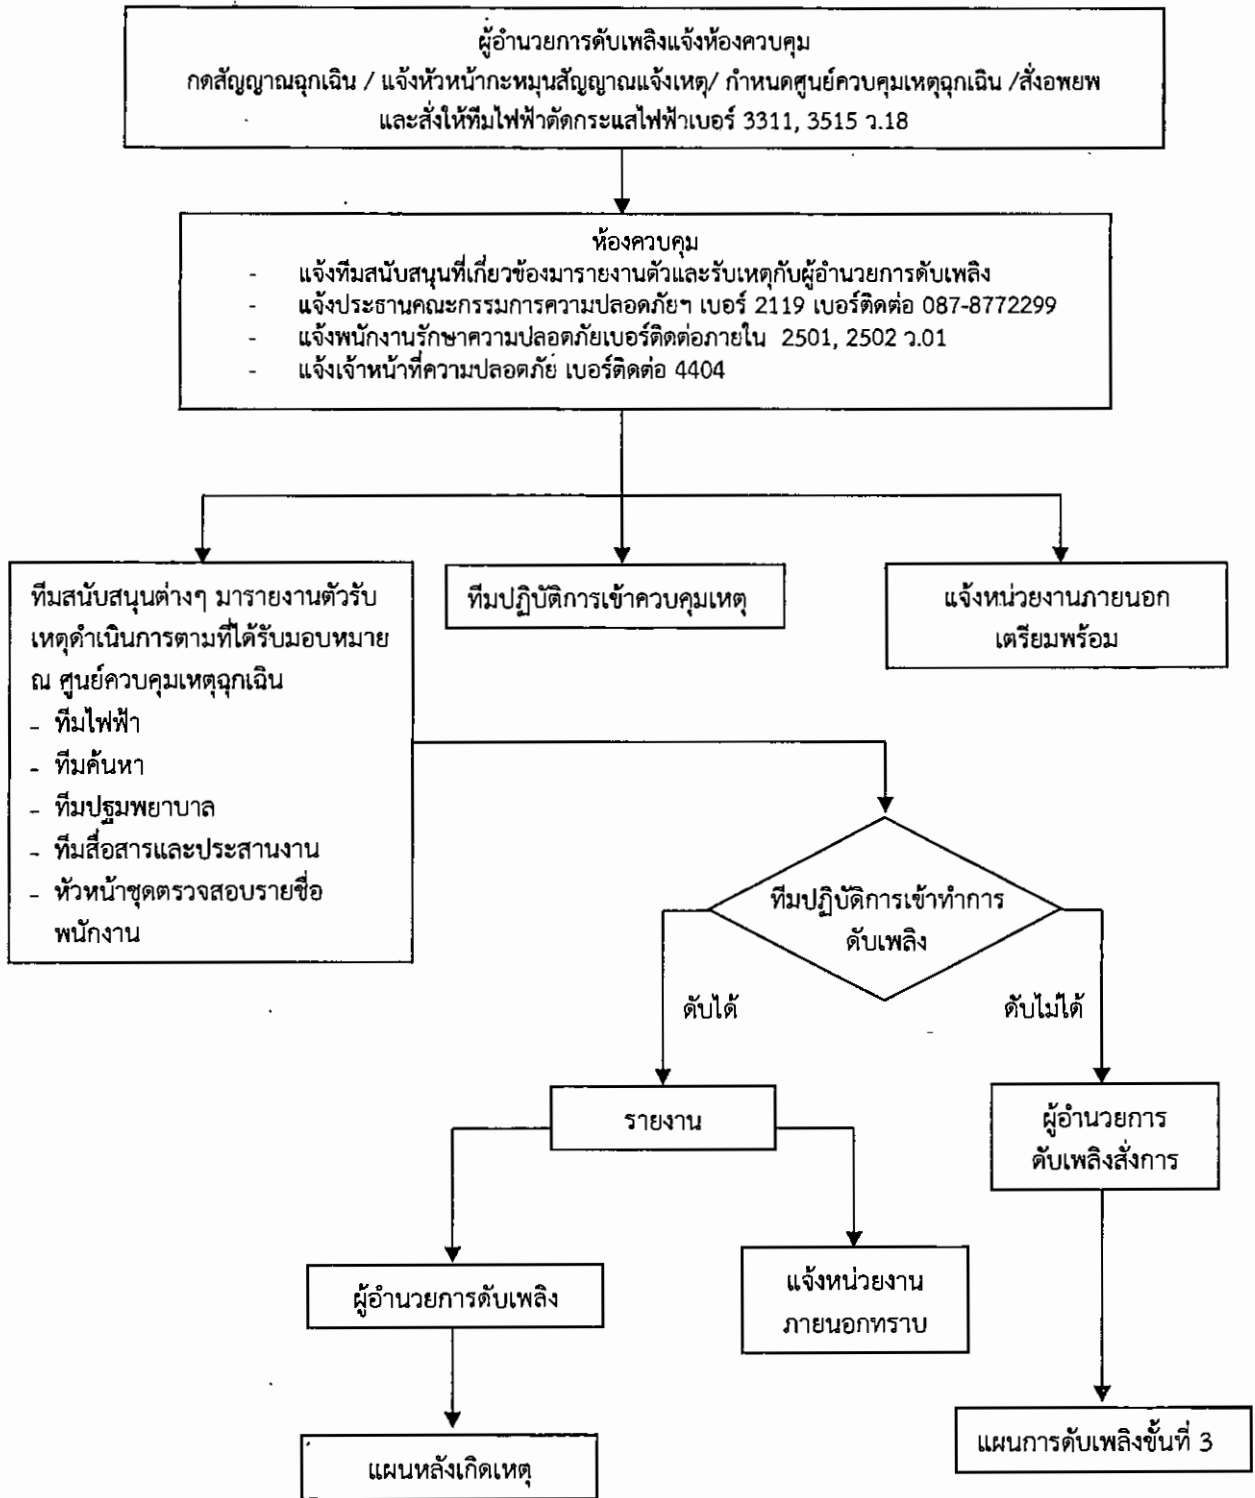 ผู้อำนวยการดับเพลิงแจ้งห้องควบคุม
กดสัญญาณฉุกเฉิน / แจ้งหัวหน้ากะหมุนสัญญาณแจ้งเหตุ/ กำหนดศูนย์ควบคุมเหตุฉุกเฉิน /สั่งอพยพ
และสั่งให้ทีมไฟฟ้าตัดกระแสไฟฟ้าเบอร์ 3311, 3515 ว.18
ห้องควบคุม
- แจ้งทีมสนับสนุนที่เกี่ยวข้องมารายงานตัวและรับเหตุกับผู้อำนวยการดับเพลิง
- แจ้งประธานคณะกรรมการความปลอดภัยฯ เบอร์ 2119 เบอร์ติดต่อ 087-8772299
- แจ้งพนักงานรักษาความปลอดภัยเบอร์ติดต่อภายใน 2501, 2502 ว.01
- แจ้งเจ้าหน้าที่ความปลอดภัย เบอร์ติดต่อ 4404
ทีมสนับสนุนต่างๆ มารายงานตัวรับ
เหตุดำเนินการตามที่ได้รับมอบหมาย
ณ ศูนย์ควบคุมเหตุฉุกเฉิน
- ทีมไฟฟ้า
- ทีมค้นหา
- ทีมปฐมพยาบาล
- ทีมสื่อสารและประสานงาน
- หัวหน้าชุดตรวจสอบรายชื่อ
พนักงาน
ทีมปฏิบัติการเข้าควบคุมเหตุ
แจ้งหน่วยงานภายนอก
เตรียมพร้อม
ทีมปฏิบัติการเข้าทำการ
ดับเพลิง
ดับได้
ดับไม่ได้
รายงาน
ผู้อำนวยการ
ดับเพลิงสั่งการ
ผู้อำนวยการดับเพลิง
แจ้งหน่วยงาน
ภายนอกทราบ
แผนหลังเกิดเหตุ
แผนการดับเพลิงขั้นที่ 3